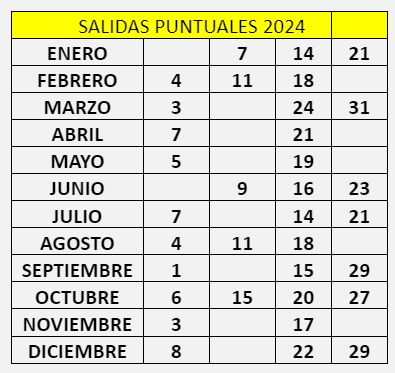 SALIDAS PUNTUALES 2024
ENERO 7 14 21
FEBRERO 4 11 18
MARZO 3 24 31
ABRIL 7 21
MAYO 5 19
JUNIO 9 16 23
JULIO 7 14 21
AGOSTO 4 11 18
SEPTIEMBRE 1 15 29
OCTUBRE 6 15 20 27
NOVIEMBRE 3 17
DICIEMBRE 8 22 29